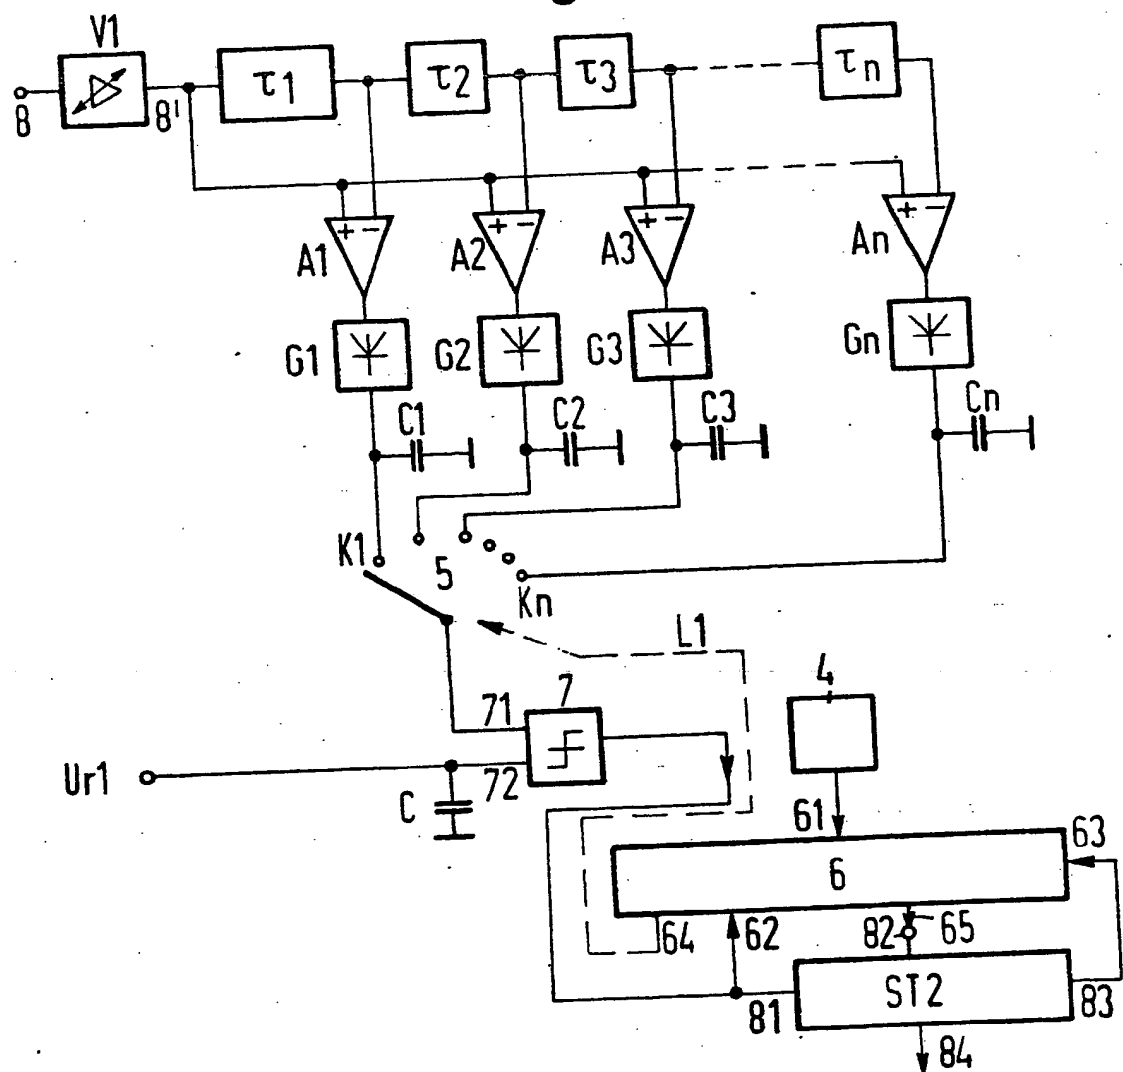 V1
8
8'
τ1
τ2
τ3
τn
+ −
+ −
+ −
+ −
A1
A2
A3
An
G1
G2
G3
Gn
C1
C2
C3
Cn
K1
5
Kn
L1
4
7
71
72
Ur1
C
61
63
6
64
62
82
65
ST2
81
83
84